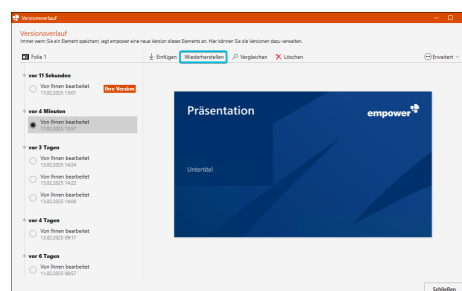 Versionsverlauf
Versionsverlauf
Immer wenn Sie ein Element speichern, legt empower eine neue Version dieses Elements an. Hier können Sie die Versionen dazu verwalten.
Folie 1
Einfügen Wiederherstellen Vergleichen Löschen Erweitert
vor 11 Sekunden
Von Ihnen bearbeitet Ihre Version
17.02.2025 13:01
vor 4 Minuten
Von Ihnen bearbeitet
17.02.2025 12:57
vor 3 Tagen
Von Ihnen bearbeitet
13.02.2025 14:24
Von Ihnen bearbeitet
13.02.2025 14:22
Von Ihnen bearbeitet
13.02.2025 14:00
vor 4 Tagen
Von Ihnen bearbeitet
13.02.2025 09:17
vor 6 Tagen
Von Ihnen bearbeitet
11.02.2025 08:57
Präsentation
empower
Untertitel
Schließen